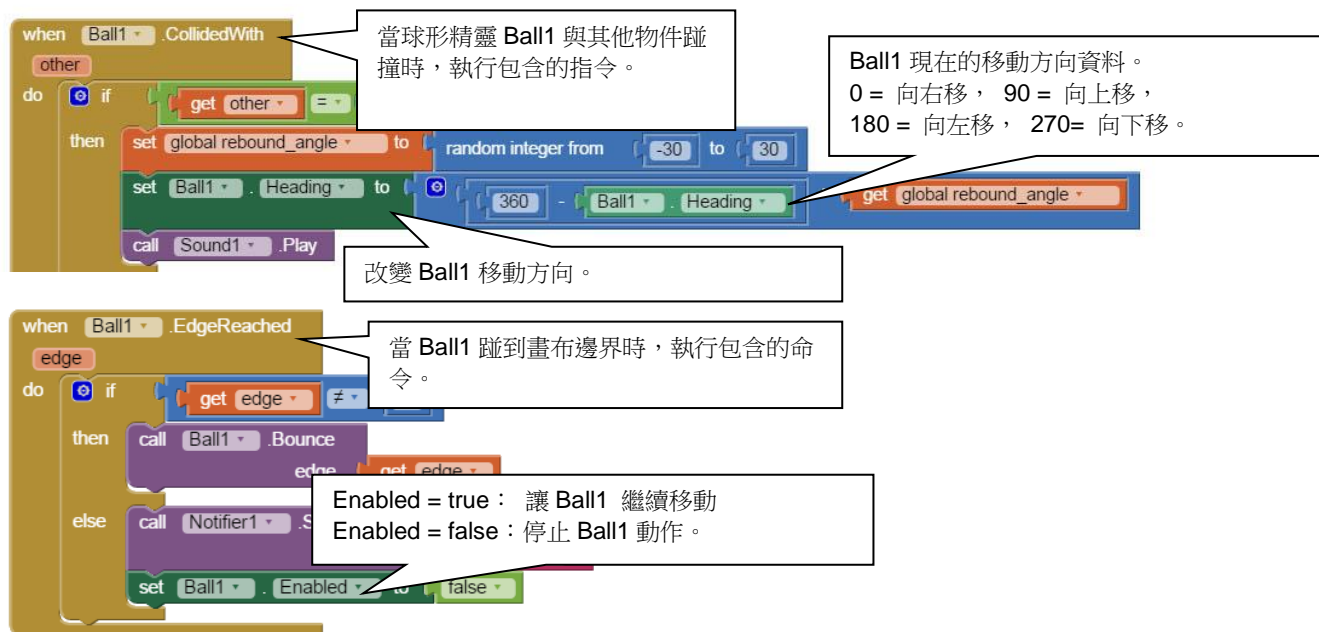 when Ball1 .CollidedWith
當球形精靈 Ball1 與其他物件踫
撞時，執行包含的指令。
other
do if get other =
Ball1 現在的移動方向資料。
0 = 向右移， 90 = 向上移，
180 = 向左移， 270= 向下移。
then set global rebound_angle to random integer from -30 to 30
set Ball1 . Heading to 360 - Ball1 . Heading get global rebound_angle
call Sound1 .Play
改變 Ball1 移動方向。
when Ball1 .EdgeReached
當 Ball1 踫到畫布邊界時，執行包含的命
令。
edge
do if get edge ≠
then call Ball1 .Bounce
edge get edge
Enabled = true： 讓 Ball1 繼續移動
Enabled = false：停止 Ball1 動作。
else call Notifier1
set Ball1 . Enabled to false